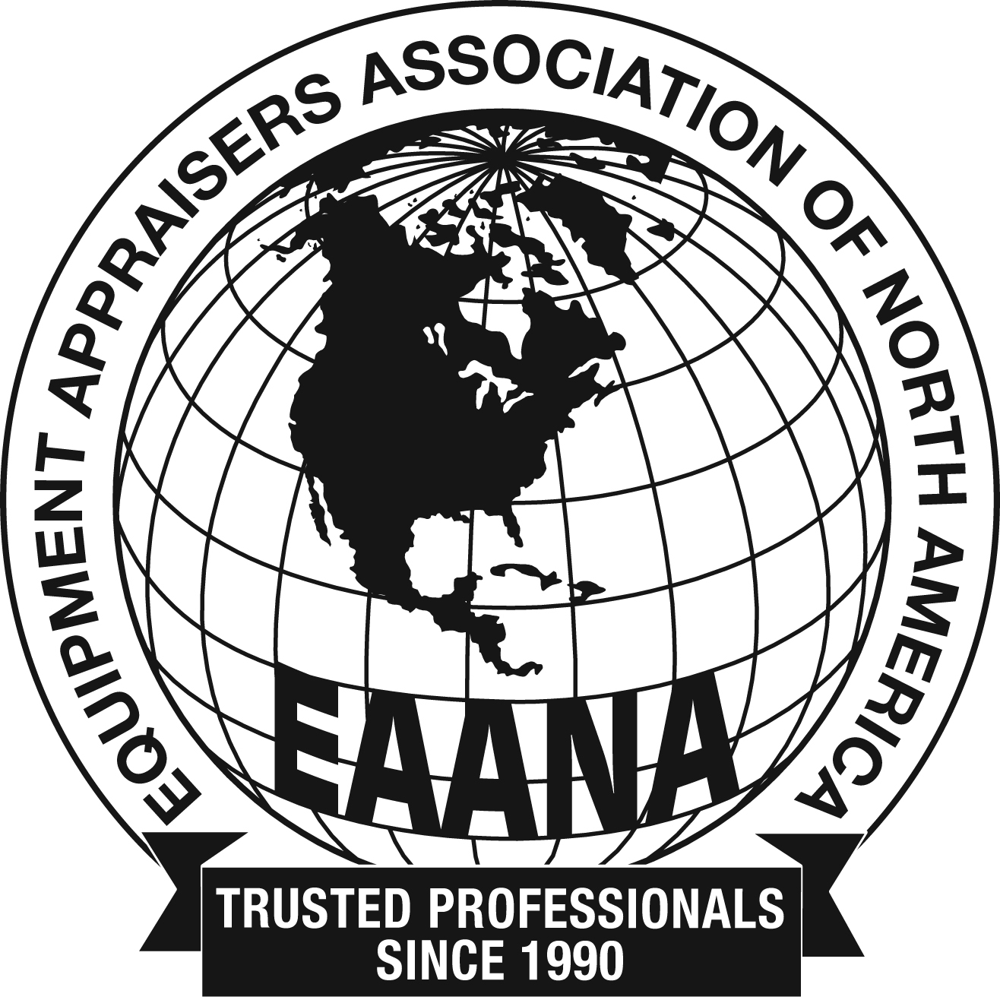 EQUIPMENT APPRAISERS ASSOCIATION OF NORTH AMERICA
EAANA
TRUSTED PROFESSIONALS
SINCE 1990